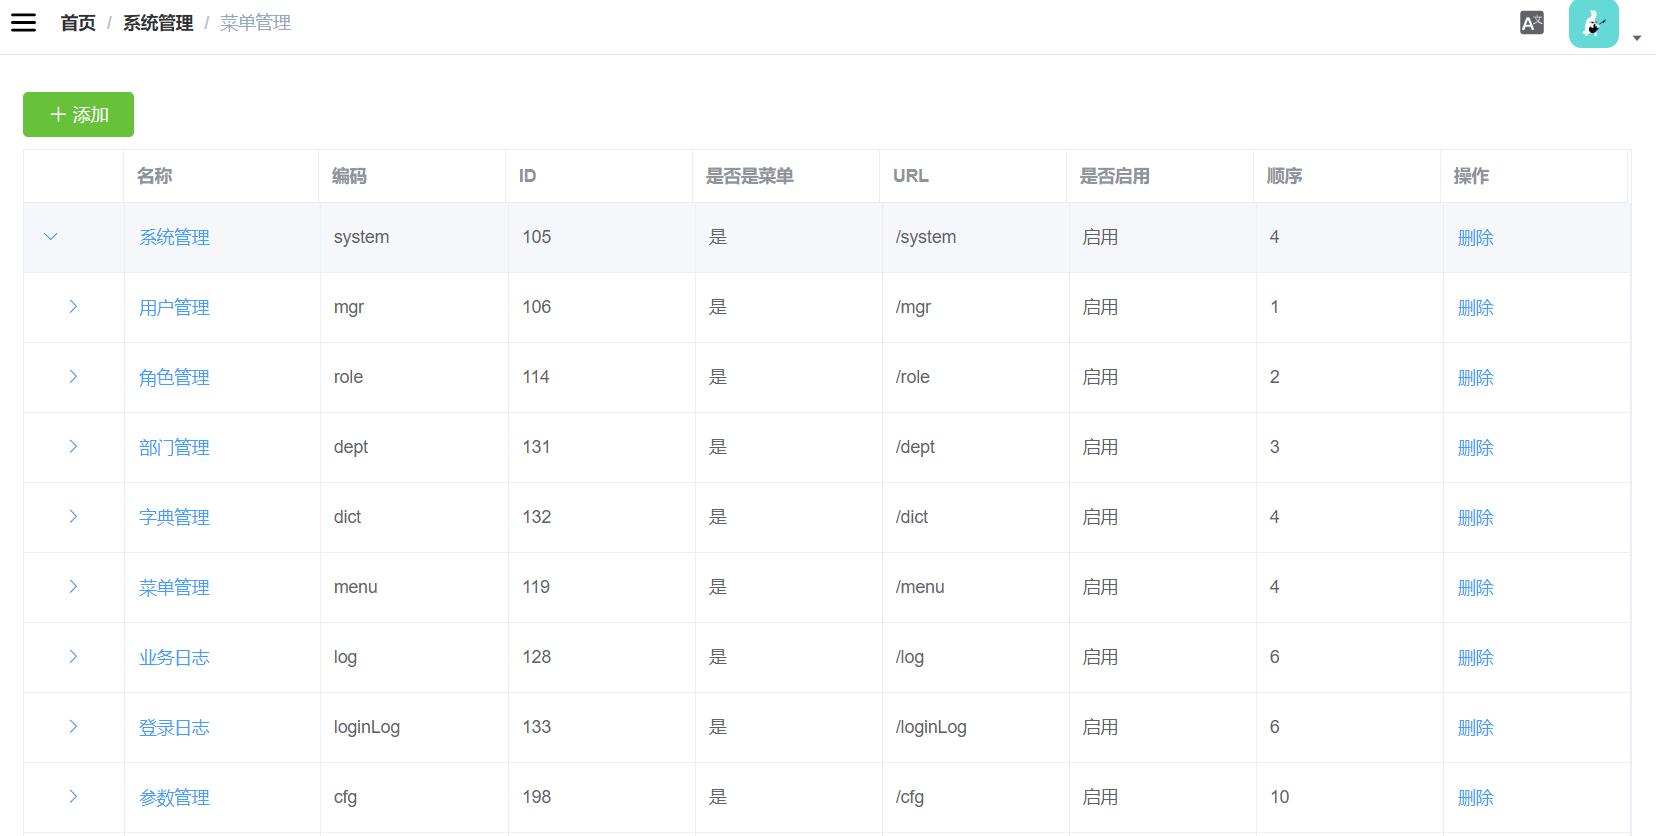 首页 / 系统管理 / 菜单管理
添加
名称 编码 ID 是否是菜单 URL 是否启用 顺序 操作
系统管理 system 105 是 /system 启用 4 删除
用户管理 mgr 106 是 /mgr 启用 1 删除
角色管理 role 114 是 /role 启用 2 删除
部门管理 dept 131 是 /dept 启用 3 删除
字典管理 dict 132 是 /dict 启用 4 删除
菜单管理 menu 119 是 /menu 启用 4 删除
业务日志 log 128 是 /log 启用 6 删除
登录日志 loginLog 133 是 /loginLog 启用 6 删除
参数管理 cfg 198 是 /cfg 启用 10 删除